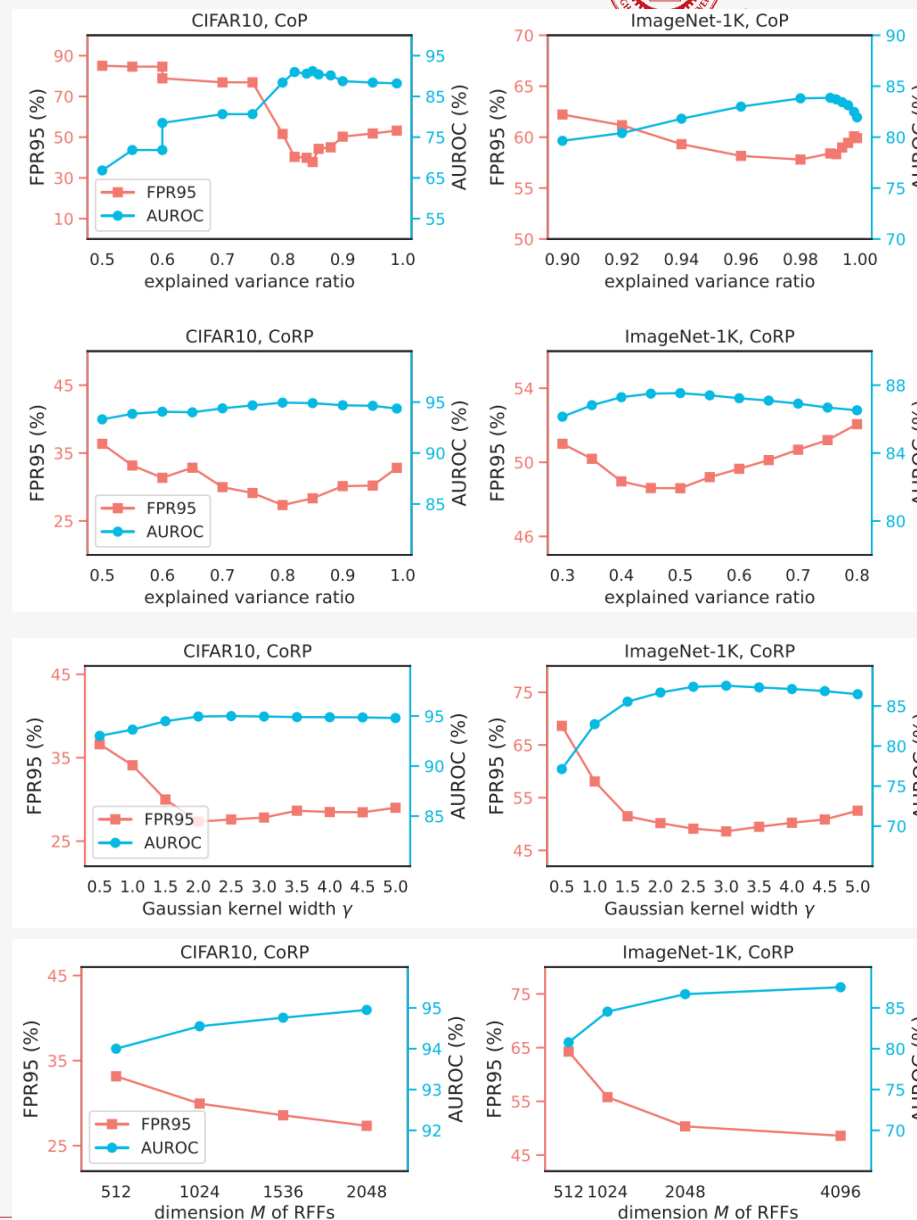 CIFAR10, CoP
90
70
50
30
10
FPR95 (%)
95
85
75
65
55
AUROC (%)
FPR95
AUROC
0.5 0.6 0.7 0.8 0.9 1.0
explained variance ratio
ImageNet-1K, CoP
70
65
60
55
50
FPR95 (%)
90
85
80
75
70
0.90 0.92 0.94 0.96 0.98 1.00
explained variance ratio
CIFAR10, CoRP
45
35
25
FPR95 (%)
95
90
85
AUROC (%)
FPR95
AUROC
0.5 0.6 0.7 0.8 0.9 1.0
explained variance ratio
ImageNet-1K, CoRP
54
50
46
FPR95 (%)
88
84
80
0.3 0.4 0.5 0.6 0.7 0.8
explained variance ratio
CIFAR10, CoRP
45
35
25
FPR95 (%)
95
90
85
AUROC (%)
FPR95
AUROC
0.5 1.0 1.5 2.0 2.5 3.0 3.5 4.0 4.5 5.0
Gaussian kernel width γ
ImageNet-1K, CoRP
75
65
55
45
FPR95 (%)
85
80
75
70
0.5 1.0 1.5 2.0 2.5 3.0 3.5 4.0 4.5 5.0
Gaussian kernel width γ
CIFAR10, CoRP
45
35
25
FPR95 (%)
95
94
93
92
AUROC (%)
FPR95
AUROC
512 1024 1536 2048
dimension M of RFFs
ImageNet-1K, CoRP
75
65
55
45
FPR95 (%)
85
80
75
70
512 1024 2048 4096
dimension M of RFFs